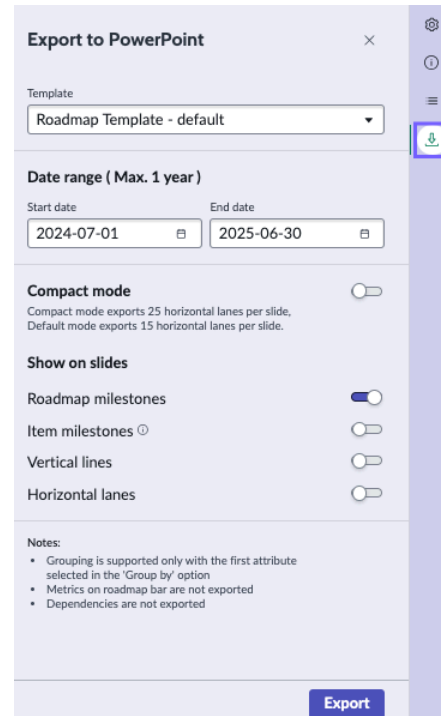 Export to PowerPoint
Template
Roadmap Template - default
Date range ( Max. 1 year )
Start date
End date
2024-07-01
2025-06-30
Compact mode
Compact mode exports 25 horizontal lanes per slide,
Default mode exports 15 horizontal lanes per slide.
Show on slides
Roadmap milestones
Item milestones
Vertical lines
Horizontal lanes
Notes:
• Grouping is supported only with the first attribute
selected in the 'Group by' option
• Metrics on roadmap bar are not exported
• Dependencies are not exported
Export